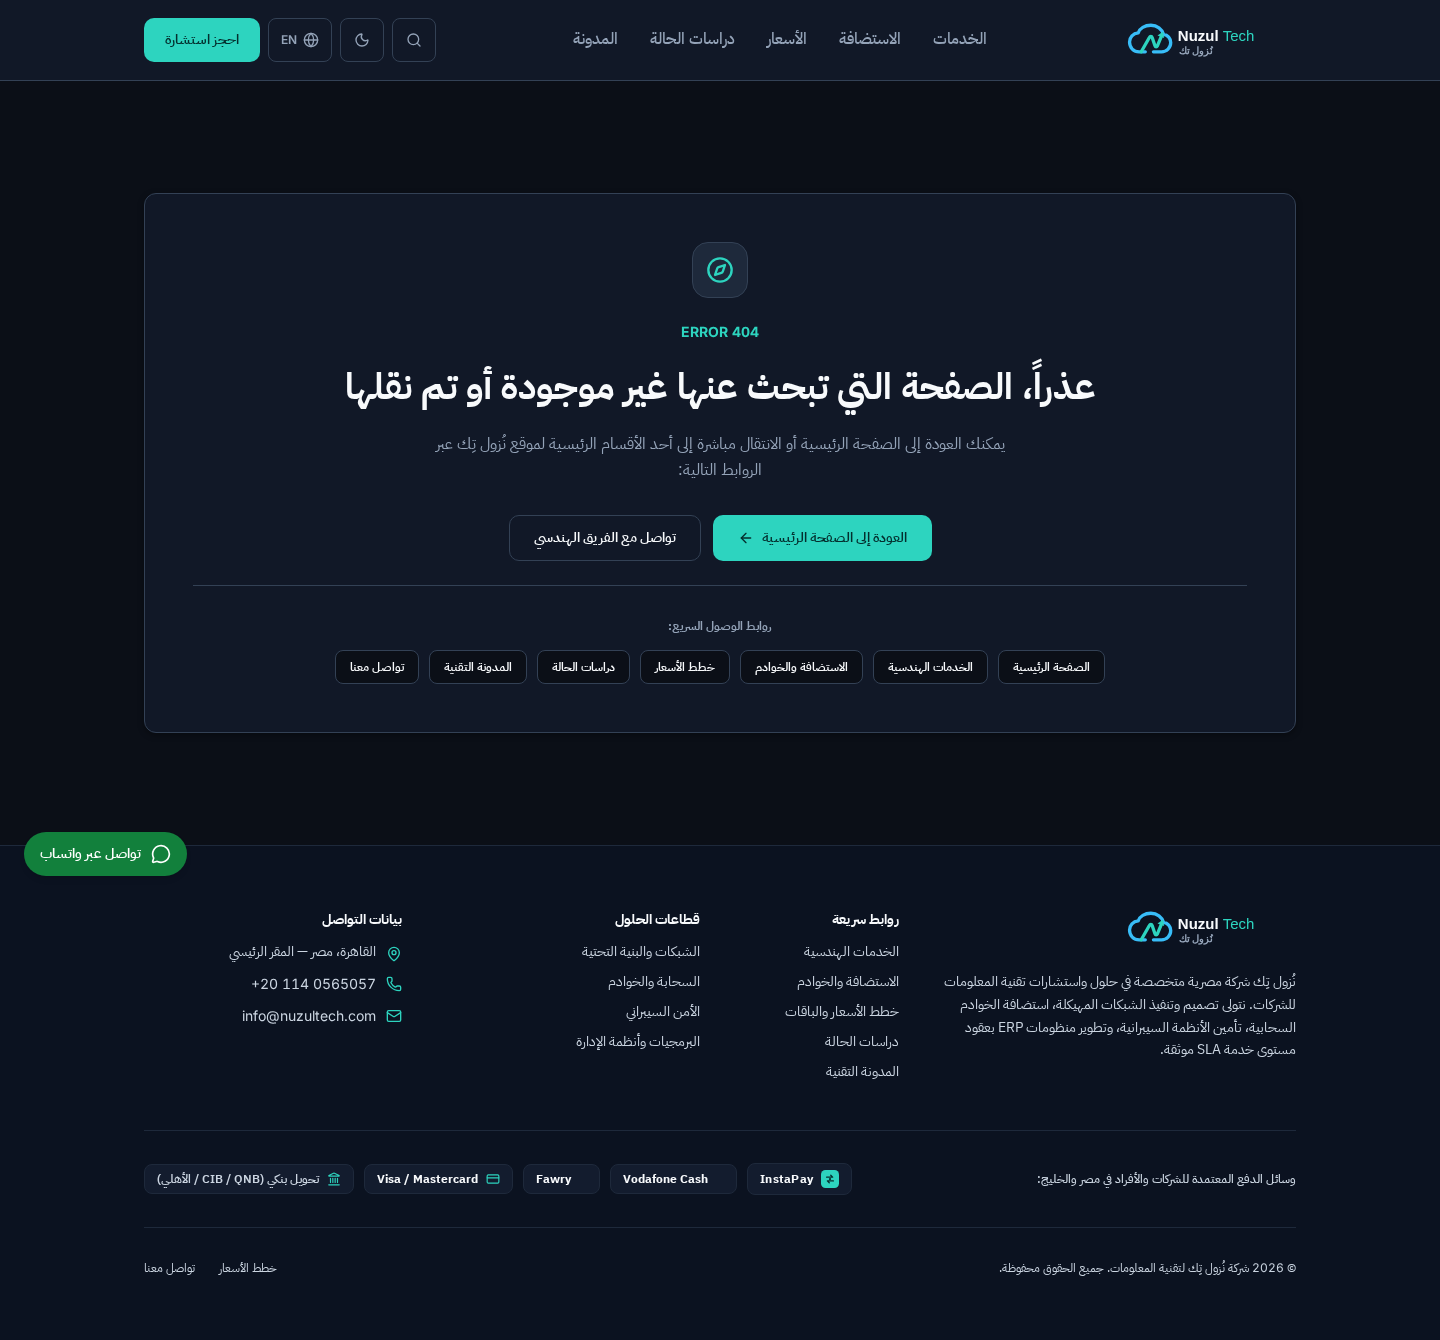 Nuzul Tech
نُزول تك
الخدمات
الاستضافة
الأسعار
دراسات الحالة
المدونة
EN
احجز استشارة
ERROR 404
عذراً، الصفحة التي تبحث عنها غير موجودة أو تم نقلها
يمكنك العودة إلى الصفحة الرئيسية أو الانتقال مباشرة إلى أحد الأقسام الرئيسية لموقع نُزول تِك عبر
الروابط التالية:
العودة إلى الصفحة الرئيسية
تواصل مع الفريق الهندسي
روابط الوصول السريع:
الصفحة الرئيسية
الخدمات الهندسية
الاستضافة والخوادم
خطط الأسعار
دراسات الحالة
المدونة التقنية
تواصل معنا
تواصل عبر واتساب
Nuzul Tech
نُزول تك
نُزول تِك شركة مصرية متخصصة في حلول واستشارات تقنية المعلومات
للشركات. نتولى تصميم وتنفيذ الشبكات المهيكلة، استضافة الخوادم
السحابية، تأمين الأنظمة السيبرانية، وتطوير منظومات ERP بعقود
مستوى خدمة SLA موثقة.
روابط سريعة
الخدمات الهندسية
الاستضافة والخوادم
خطط الأسعار والباقات
دراسات الحالة
المدونة التقنية
قطاعات الحلول
الشبكات والبنية التحتية
السحابة والخوادم
الأمن السيبراني
البرمجيات وأنظمة الإدارة
بيانات التواصل
القاهرة، مصر — المقر الرئيسي
+20 114 0565057
info@nuzultech.com
وسائل الدفع المعتمدة للشركات والأفراد في مصر والخليج:
InstaPay
Vodafone Cash
Fawry
Visa / Mastercard
تحويل بنكي (CIB / QNB / الأهلي)
© 2026 شركة نُزول تِك لتقنية المعلومات. جميع الحقوق محفوظة.
خطط الأسعار
تواصل معنا